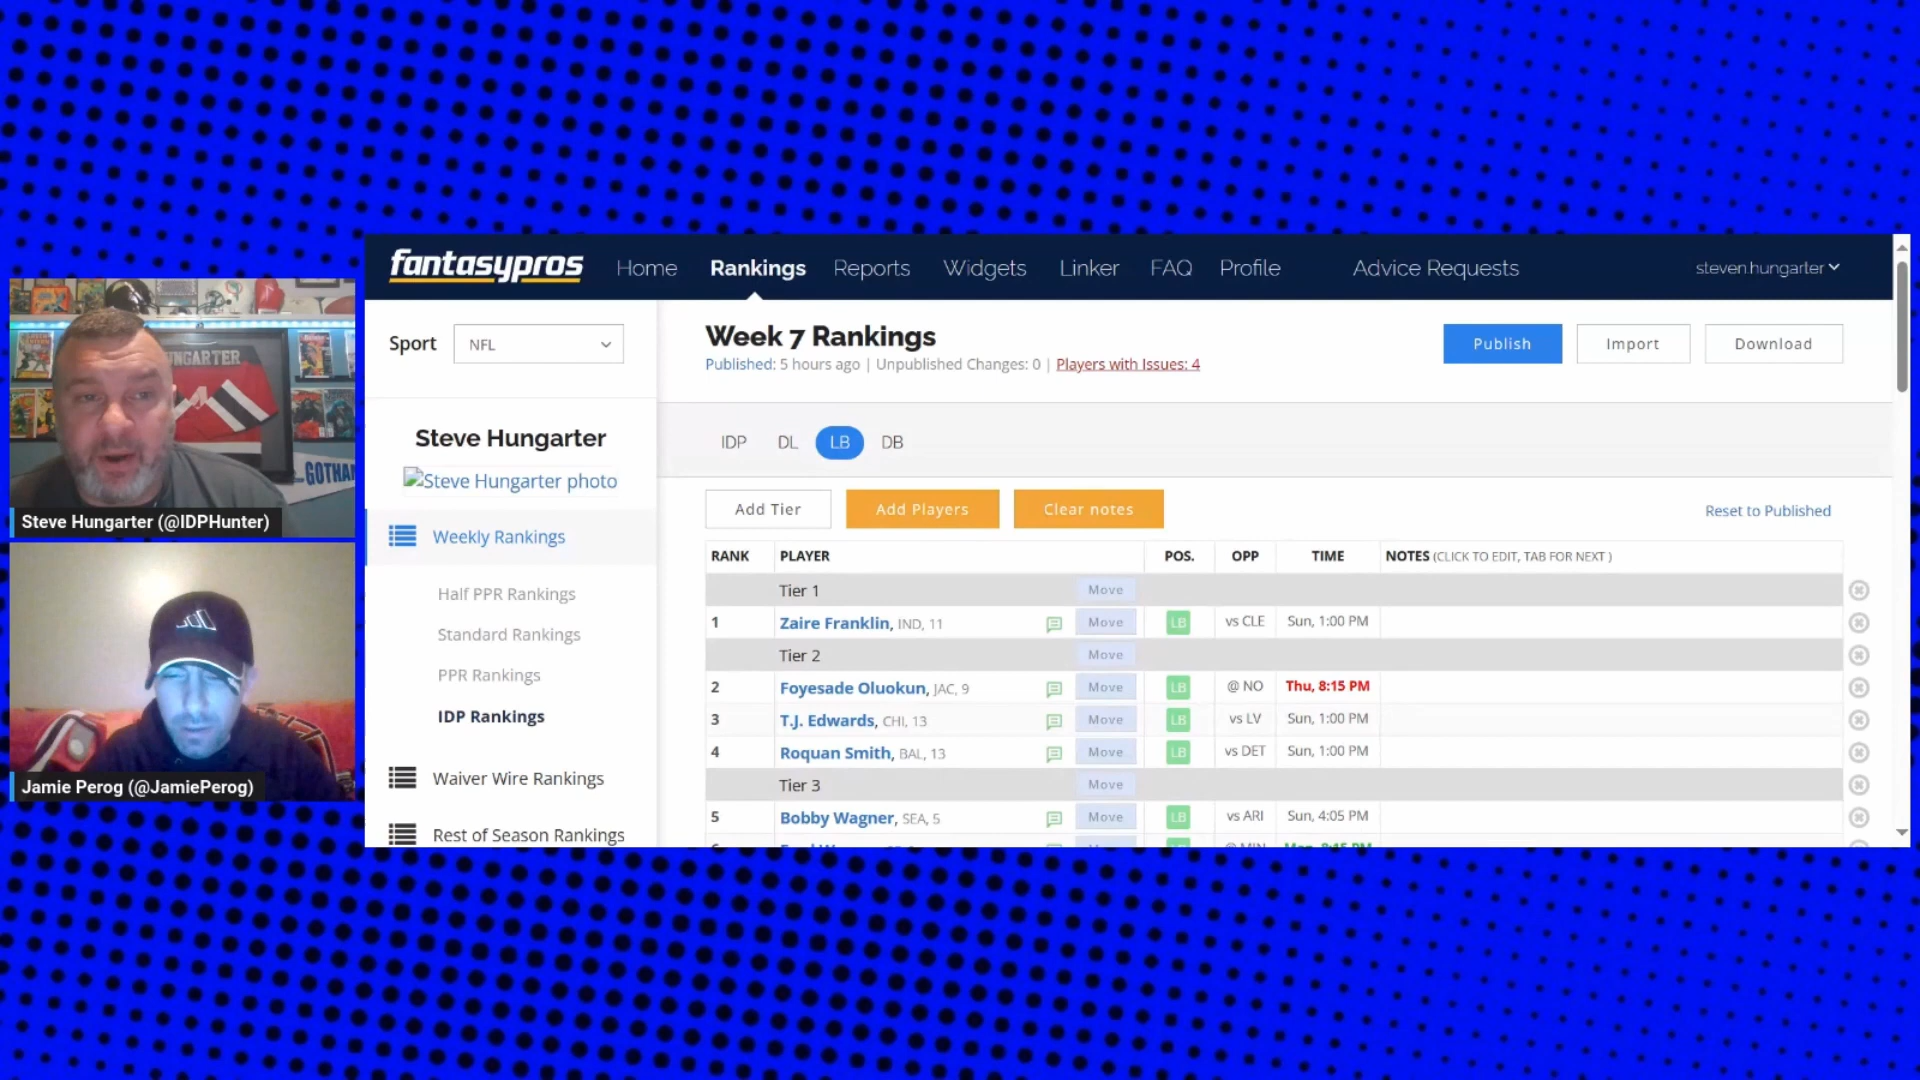 fantasypros Home Rankings Reports Widgets Linker FAQ Profile Advice Requests steven.hungarter
Sport NFL
Week 7 Rankings
Published: 5 hours ago | Unpublished Changes: 0 | Players with Issues: 4
Publish Import Download
Steve Hungarter
Steve Hungarter photo
Weekly Rankings
Half PPR Rankings
Standard Rankings
PPR Rankings
IDP Rankings
Waiver Wire Rankings
Rest of Season Rankings
IDP DL LB DB
Add Tier Add Players Clear notes Reset to Published
RANK PLAYER POS. OPP TIME NOTES (CLICK TO EDIT, TAB FOR NEXT )
Tier 1 Move
1 Zaire Franklin, IND, 11 Move LB vs CLE Sun, 1:00 PM
Tier 2 Move
2 Foyesade Oluokun, JAC, 9 Move LB @ NO Thu, 8:15 PM
3 T.J. Edwards, CHI, 13 Move LB vs LV Sun, 1:00 PM
4 Roquan Smith, BAL, 13 Move LB vs DET Sun, 1:00 PM
Tier 3 Move
5 Bobby Wagner, SEA, 5 Move LB vs ARI Sun, 4:05 PM
HUNGARTER
GOTHAM
Steve Hungarter (@IDPHunter)
Jamie Perog (@JamiePerog)